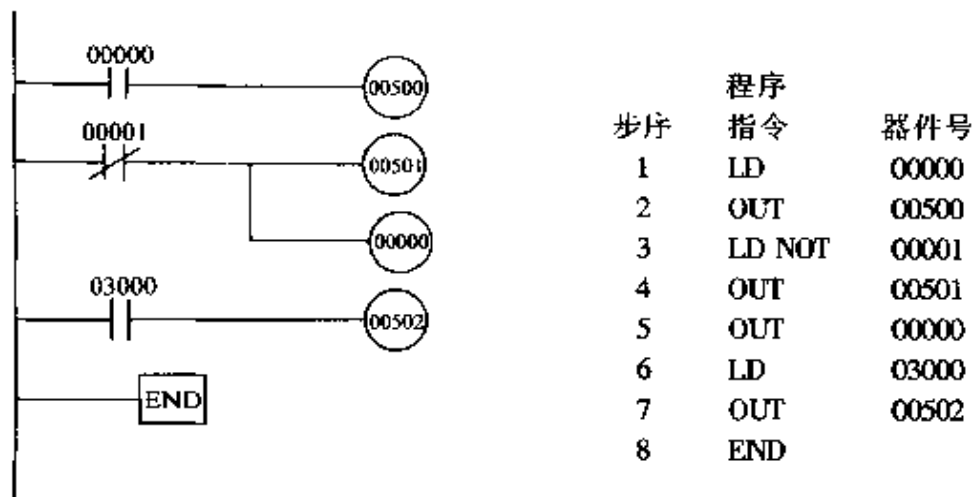 00000
00500
00001
00501
00000
03000
00502
END
程序
步序 指令 器件号
1 LD 00000
2 OUT 00500
3 LD NOT 00001
4 OUT 00501
5 OUT 00000
6 LD 03000
7 OUT 00502
8 END